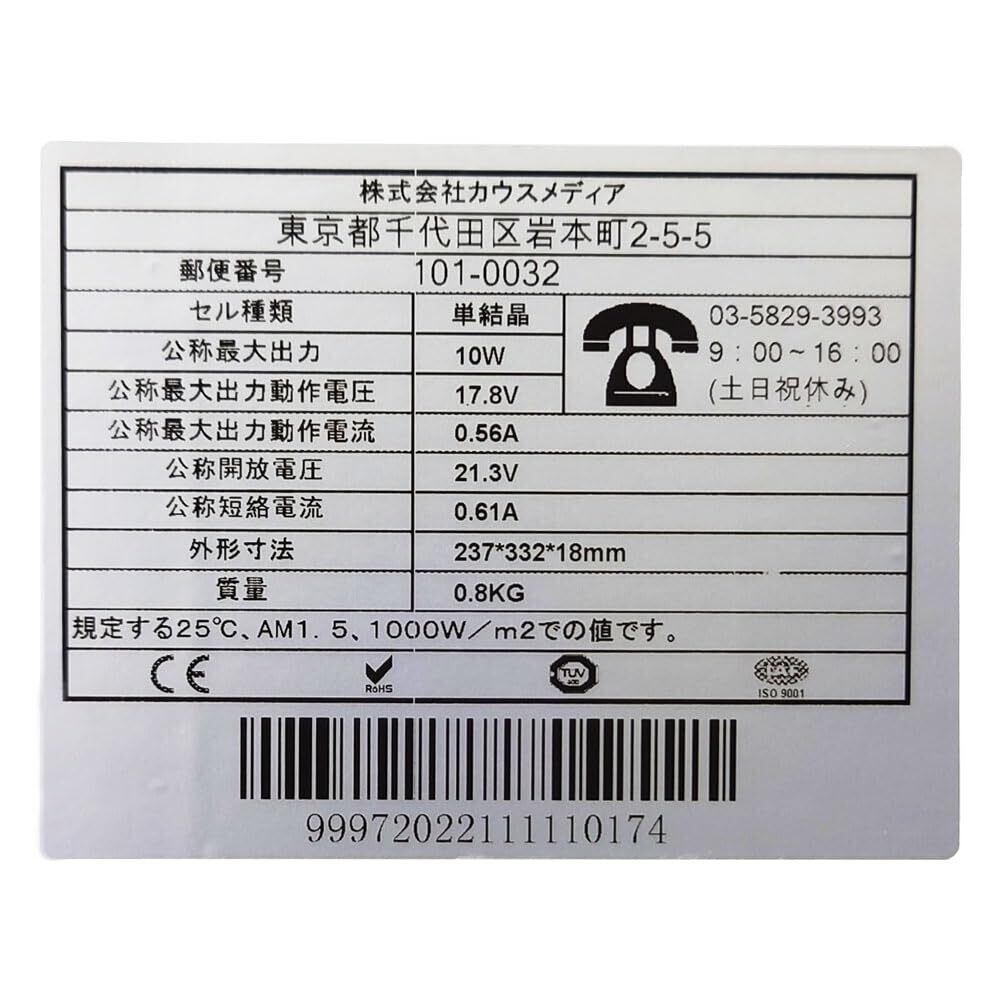 株式会社カウスメディア
東京都千代田区岩本町2-5-5
郵便番号 101-0032
セル種類 単結晶
公称最大出力 10W
公称最大出力動作電圧 17.8V
03-5829-3993
9：00～16：00
(土日祝休み)
公称最大出力動作電流 0.56A
公称開放電圧 21.3V
公称短絡電流 0.61A
外形寸法 237*332*18mm
質量 0.8KG
規定する25℃、AM1．5、1000W／m2での値です。
CE RoHS TUV IAF ISO 9001
99972022111110174